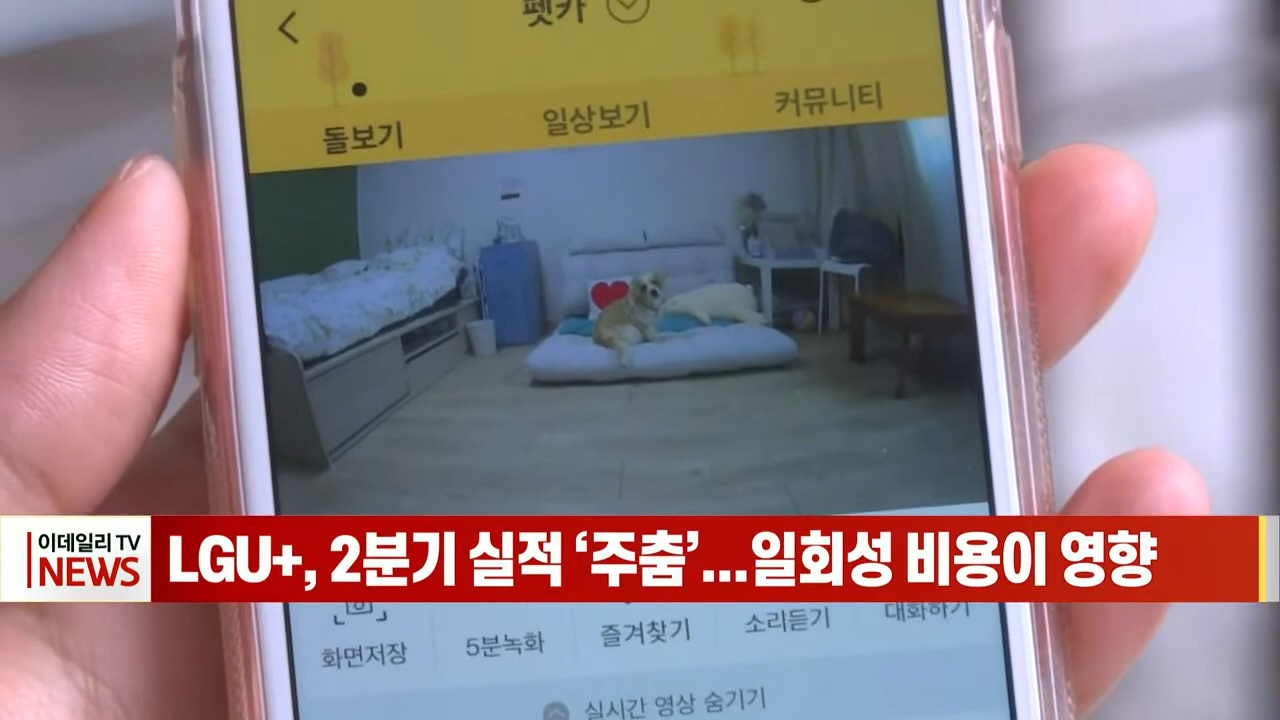 펫카
돌보기
일상보기
커뮤니티
이데일리 TV
NEWS
LGU+, 2분기 실적 ‘주춤’...일회성 비용이 영향
화면저장
5분녹화
즐겨찾기
소리듣기
대화하기
실시간 영상 숨기기